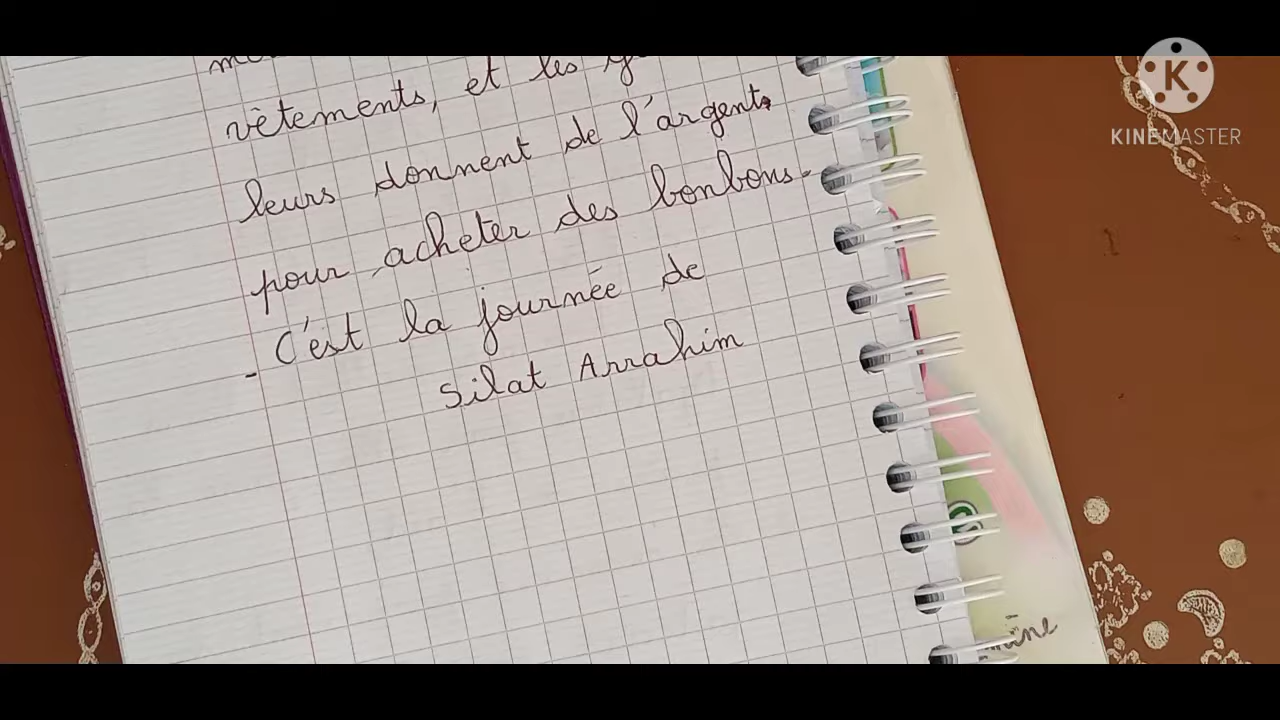 vêtements, et les
leurs donnent de l'argent
pour acheter des bonbons.
- C'est la journée de
Silat Arrahim
KINEMASTER